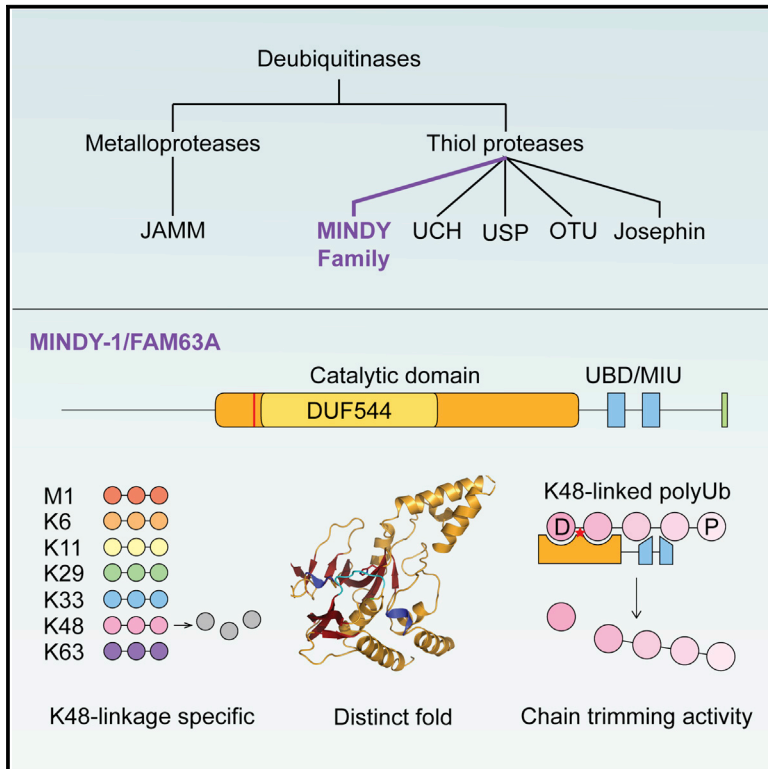 Deubiquitinases
Metalloproteases
Thiol proteases
JAMM
MINDY
Family
UCH
USP
OTU
Josephin
MINDY-1/FAM63A
Catalytic domain
UBD/MIU
DUF544
M1
K6
K11
K29
K33
K48
K63
K48-linked polyUb
D
P
K48-linkage specific
Distinct fold
Chain trimming activity